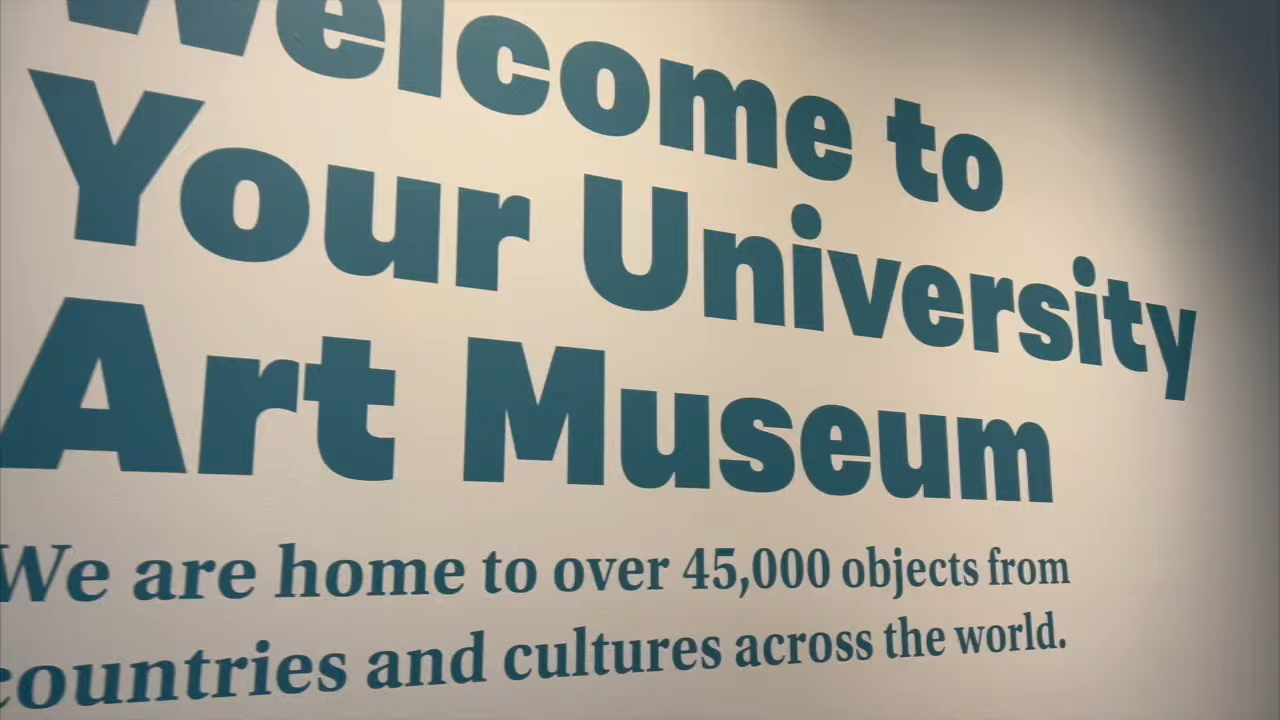 Welcome to
Your University
Art Museum
We are home to over 45,000 objects from
countries and cultures across the world.